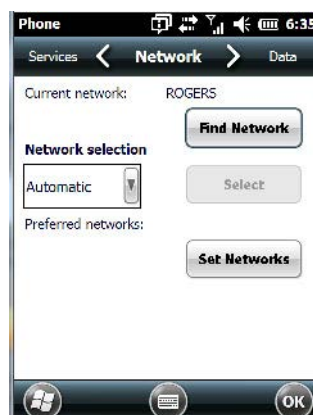 Phone 6:35
Services Network Data
Current network: ROGERS
Find Network
Network selection
Automatic
Select
Preferred networks:
Set Networks
OK